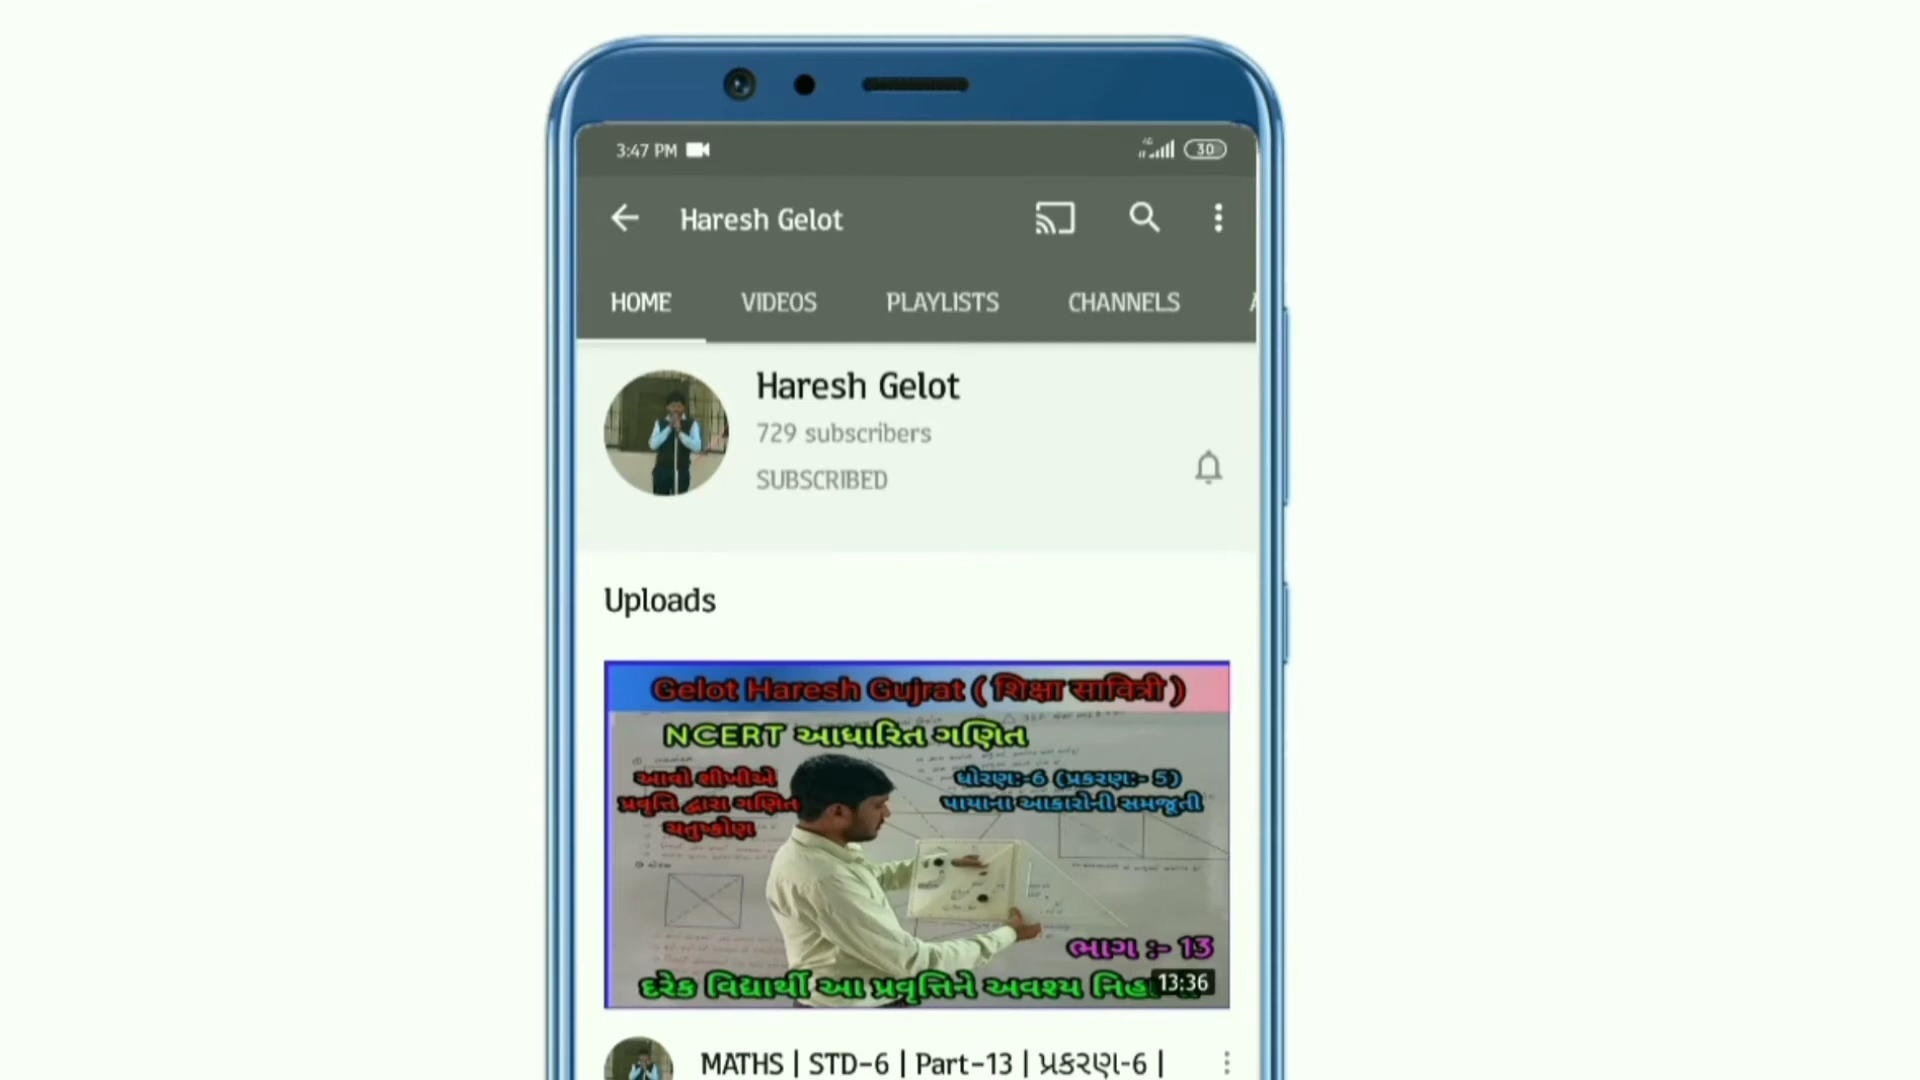 3:47 PM
4G
30
Haresh Gelot
HOME VIDEOS PLAYLISTS CHANNELS
Haresh Gelot
729 subscribers
SUBSCRIBED
Uploads
Gelot Haresh Gujrat ( शिक्षा सावित्री )
NCERT આધારિત ગણિત
આવો શીખીએ
પ્રવૃત્તિ દ્વારા ગણિત
ચતુષ્કોણ
ધોરણ:-6 (પ્રકરણ:- 5)
પાયાના આકારોની સમજૂતી
ભાગ :- 13
દરેક વિદ્યાર્થી આ પ્રવૃત્તિને અવશ્ય
13:36
MATHS | STD-6 | Part-13 | પ્રકરણ-6 |